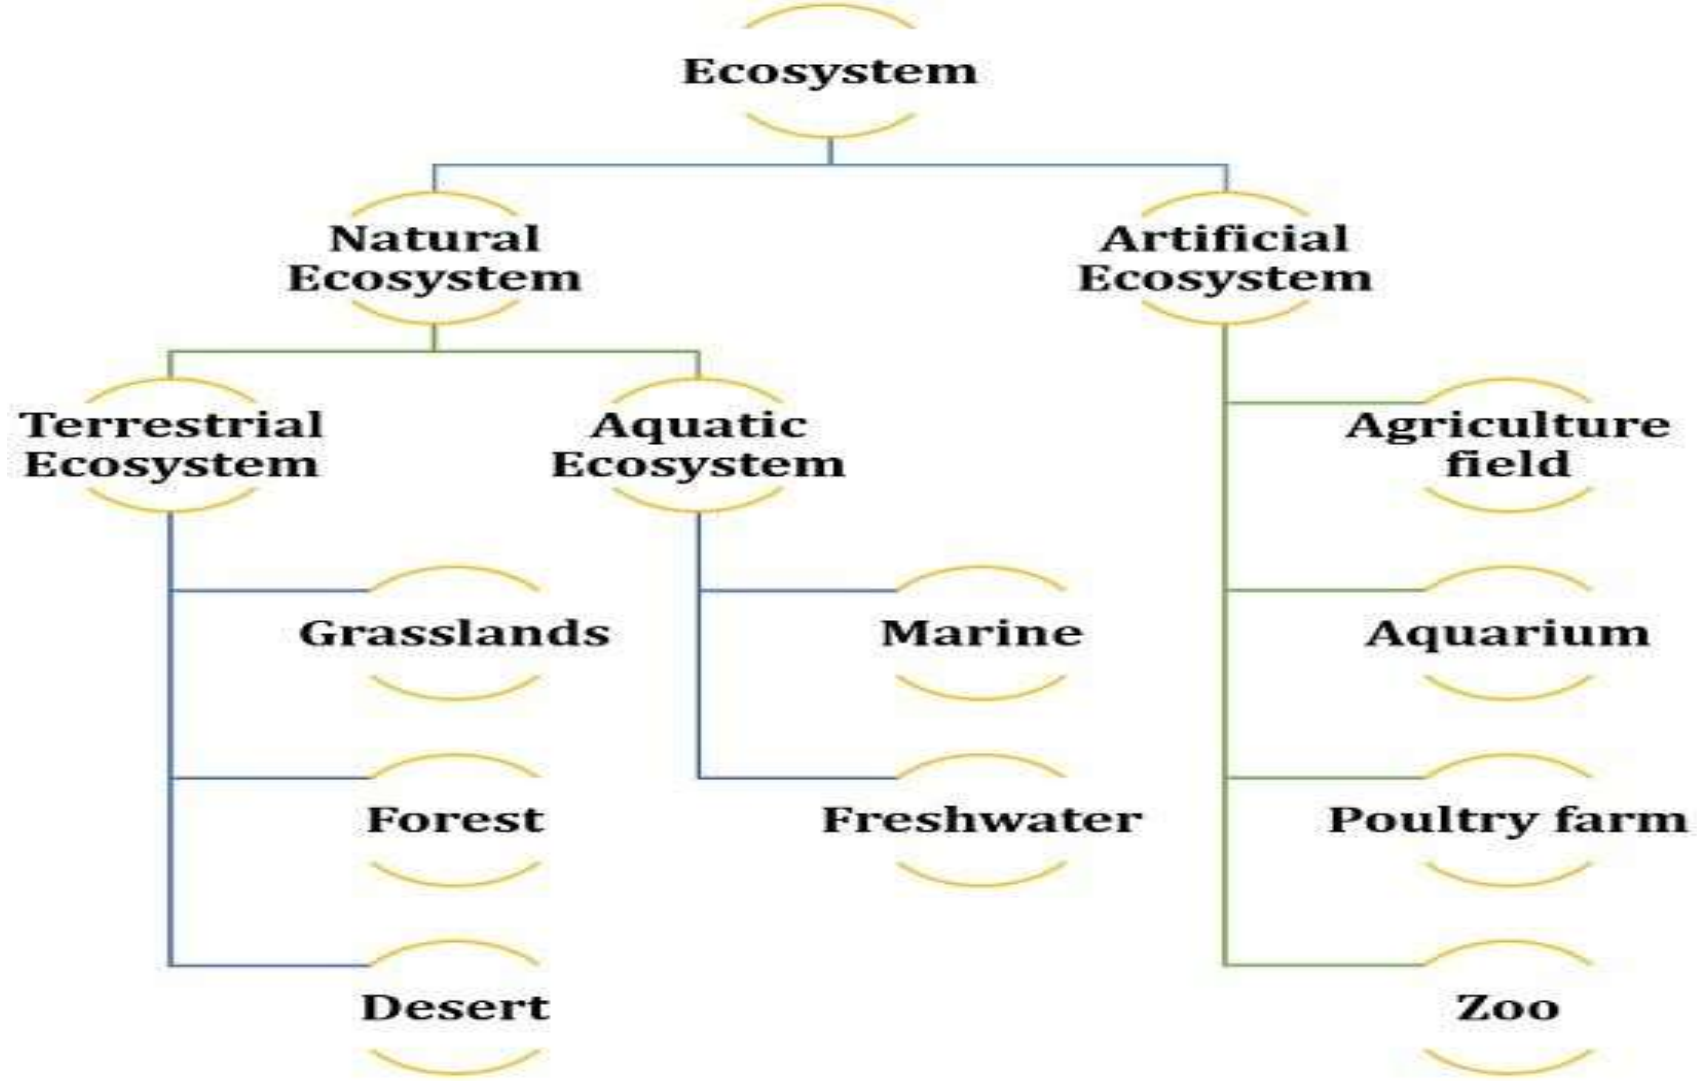 Ecosystem
Natural
Ecosystem
Artificial
Ecosystem
Terrestrial
Ecosystem
Aquatic
Ecosystem
Agriculture
field
Grasslands
Marine
Aquarium
Forest
Freshwater
Poultry farm
Desert
Zoo